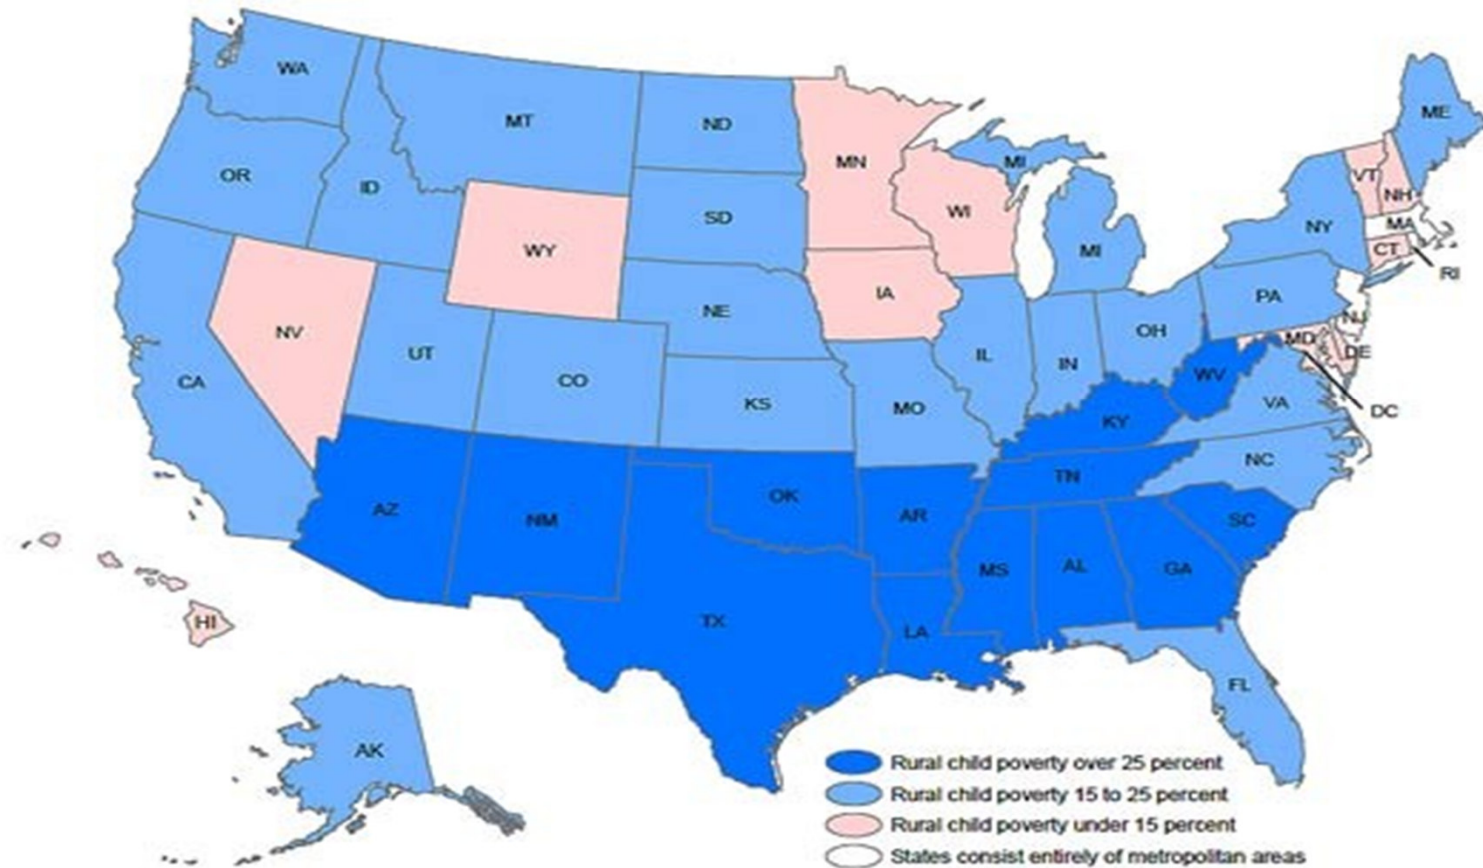 WA
MT
ND
MN
ME
OR
ID
SD
WI
MI
VT
NH
NY
MA
WY
MI
CT
RI
NV
NE
IA
PA
NJ
UT
CO
IL
IN
OH
MD
DE
CA
KS
MO
WV
VA
DC
KY
NC
AZ
NM
OK
AR
TN
SC
MS
AL
GA
HI
TX
LA
FL
AK
Rural child poverty over 25 percent
Rural child poverty 15 to 25 percent
Rural child poverty under 15 percent
States consist entirely of metropolitan areas